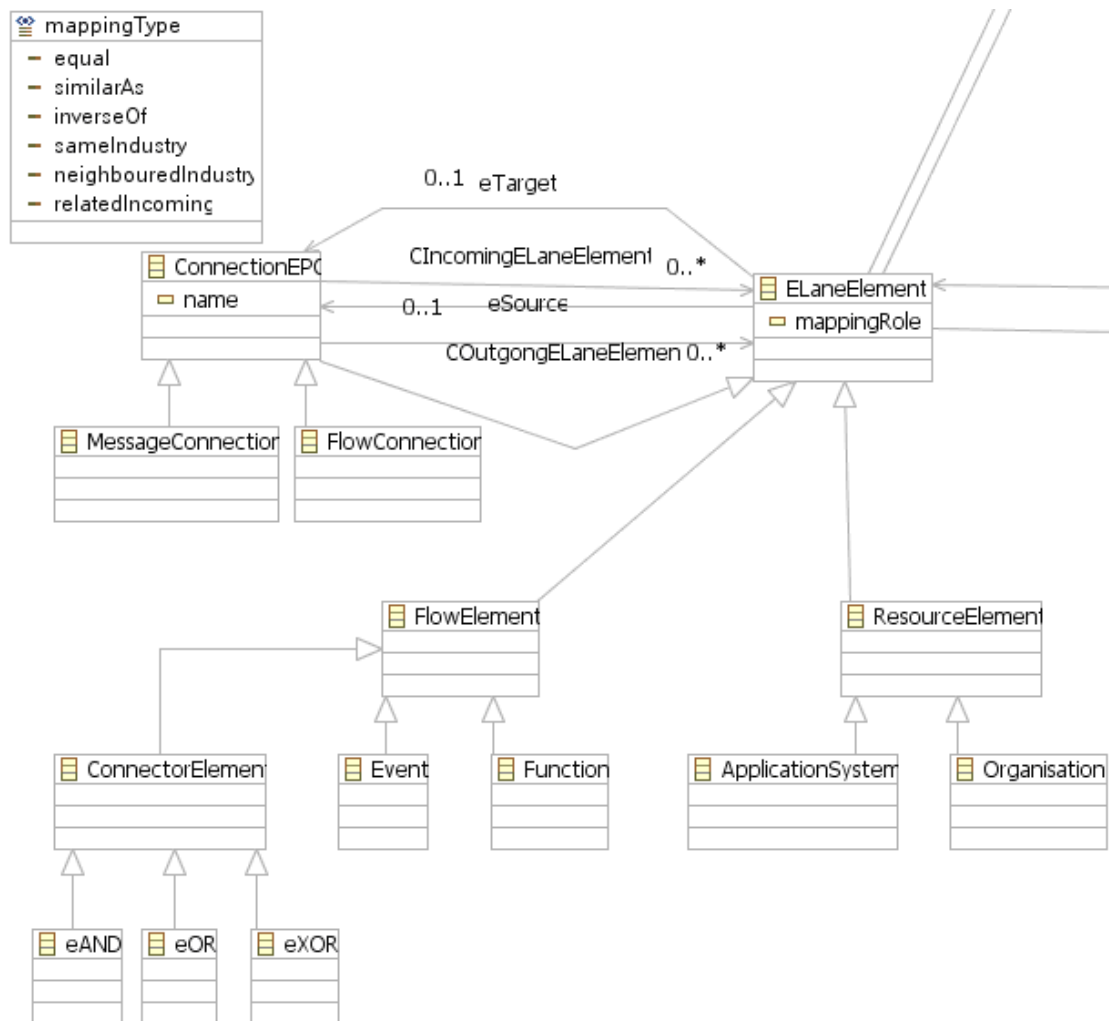 mappingType
equal
similarAs
inverseOf
sameIndustry
neighbouredIndustry
relatedIncoming
0..1 eTarget
CIncomingELaneElement 0..*
ConnectionEPC
name
0..1 eSource
ELaneElement
mappingRole
COutgongELaneElemen 0..*
MessageConnection
FlowConnection
FlowElement
ResourceElement
ConnectorElement
Event
Function
ApplicationSystem
Organisation
eAND
eOR
eXOR